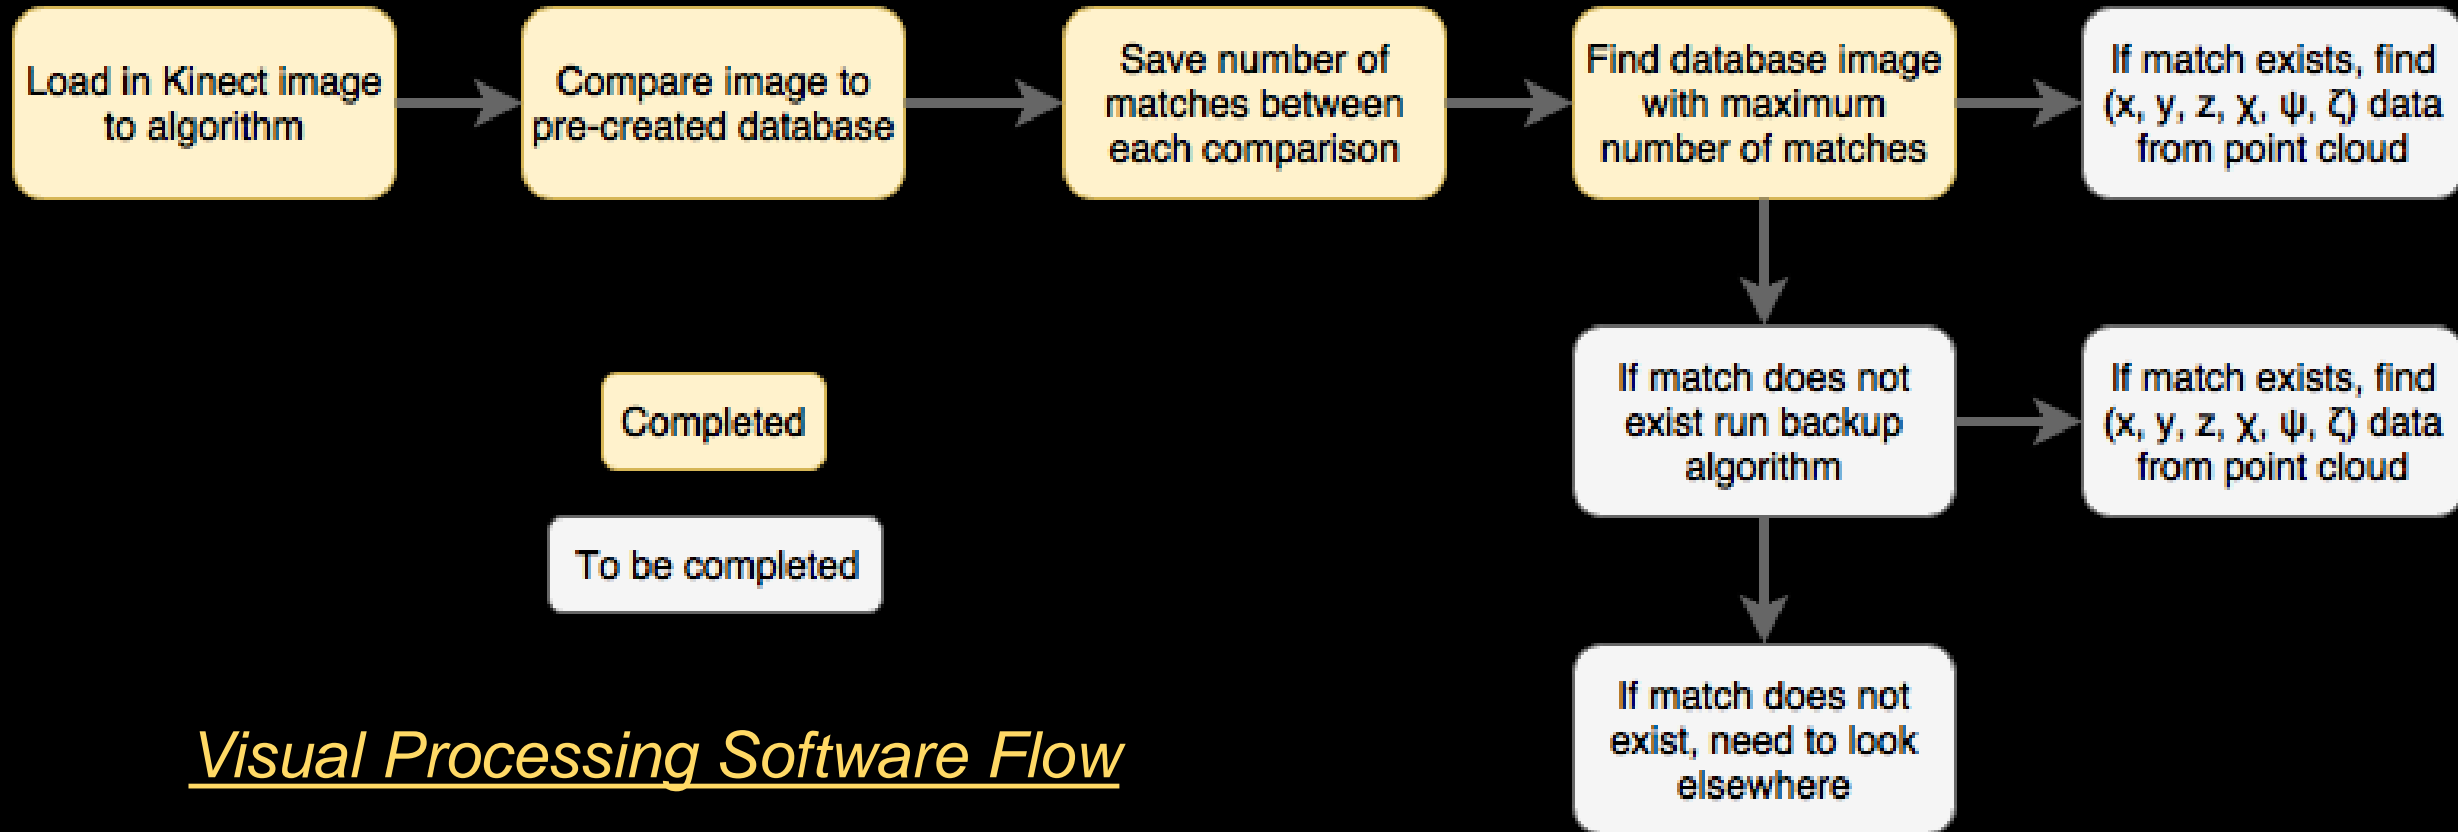 Load in Kinect image
to algorithm
Compare image to
pre-created database
Save number of
matches between
each comparison
Find database image
with maximum
number of matches
If match exists, find
(x, y, z, χ, ψ, ζ) data
from point cloud
If match does not
exist run backup
algorithm
If match exists, find
(x, y, z, χ, ψ, ζ) data
from point cloud
Completed
To be completed
If match does not
exist, need to look
elsewhere
Visual Processing Software Flow